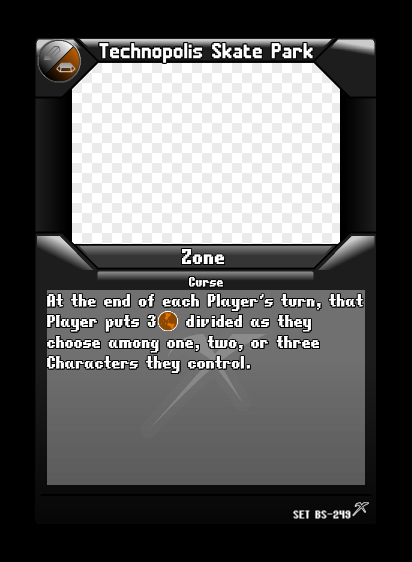 2
Technopolis Skate Park
Zone
Curse
At the end of each Player's turn, that
Player puts 3 divided as they
choose among one, two, or three
Characters they control.
SET BS-249